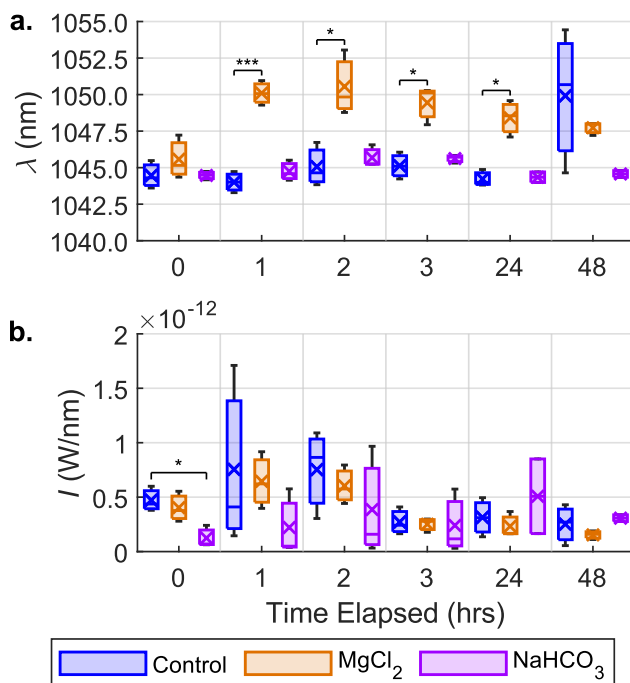 a.
1055.0
1052.5
1050.0
1047.5
1045.0
1042.5
1040.0
λ (nm)
***
*
*
*
0 1 2 3 24 48
b.
×10⁻¹²
2
1.5
1
0.5
0
I (W/nm)
*
0 1 2 3 24 48
Time Elapsed (hrs)
Control MgCl₂ NaHCO₃